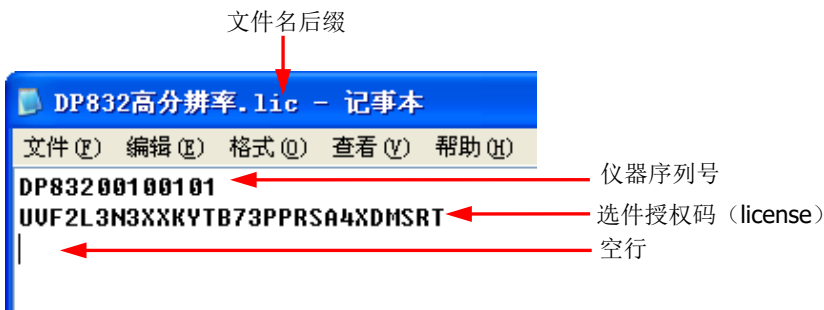 文件名后缀
DP832高分辨率.lic - 记事本
文件(F) 编辑(E) 格式(O) 查看(V) 帮助(H)
DP83200100101
仪器序列号
UVF2L3N3XXKYTB73PPRSA4XDMSRT
选件授权码（license）
空行